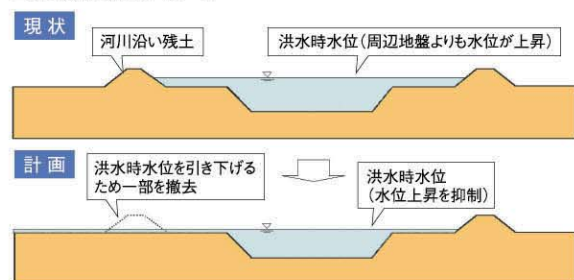 現状
河川沿い残土
洪水時水位(周辺地盤よりも水位が上昇)
計画
洪水時水位を引き下げる
ため一部を撤去
洪水時水位
(水位上昇を抑制)